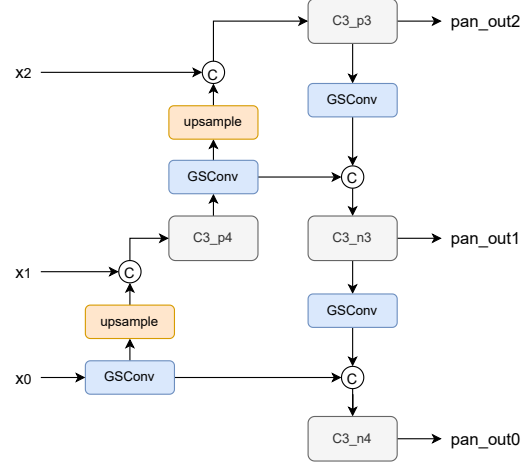 C3_p3
pan_out2
x2
C
GSConv
upsample
GSConv
C
C3_p4
C3_n3
pan_out1
x1
C
upsample
GSConv
x0
GSConv
C
C3_n4
pan_out0